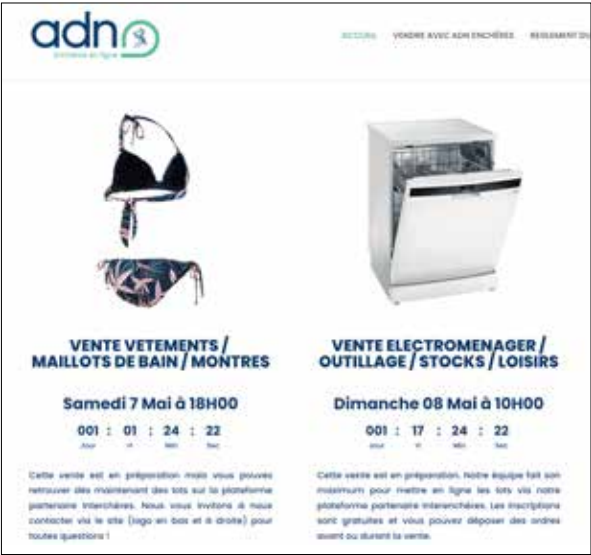 adn
enchères en ligne
ACCUEIL VENDRE AVEC ADN ENCHÈRES REGLEMENT DU
VENTE VETEMENTS /
MAILLOTS DE BAIN / MONTRES
Samedi 7 Mai à 18H00
001 : 01 : 24 : 22
Jour H Min Sec
Cette vente est en préparation mais vous pouvez
retrouver dès maintenant des lots sur la plateforme
partenaire Interchères. Nous vous invitons à nous
contacter via le site (logo en bas et à droite) pour
toutes questions !
VENTE ELECTROMENAGER /
OUTILLAGE / STOCKS / LOISIRS
Dimanche 08 Mai à 10H00
001 : 17 : 24 : 22
Jour H Min Sec
Cette vente est en préparation. Notre équipe fait son
maximum pour mettre en ligne les lots via notre
plateforme partenaire interenchères. Les inscriptions
sont gratuites et vous pouvez déposer des ordres
avant ou durant la vente.